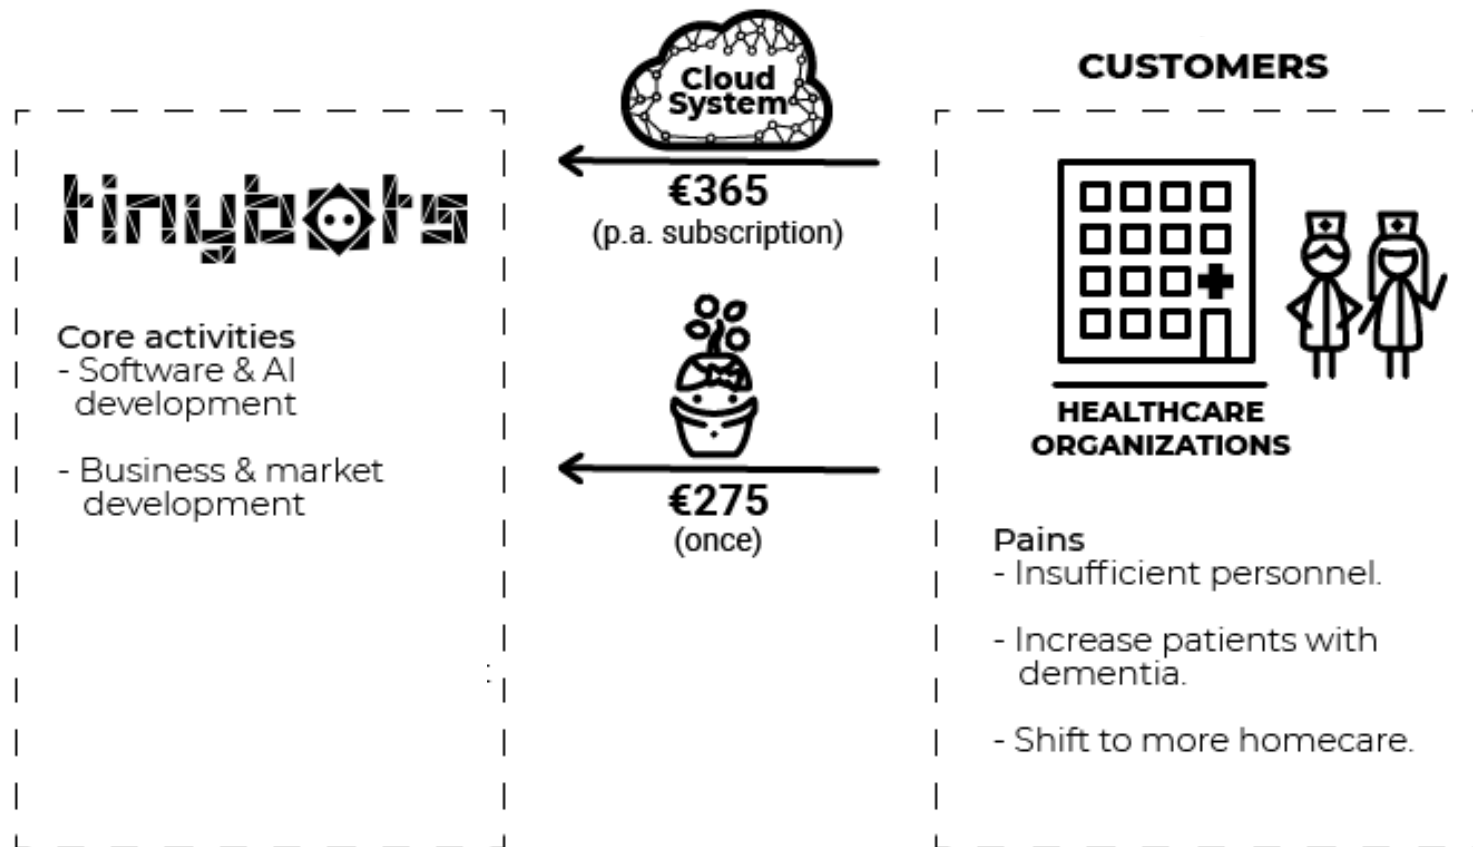 tinybots
Core activities
- Software & AI
development
- Business & market
development
Cloud
System
€365
(p.a. subscription)
€275
(once)
CUSTOMERS
HEALTHCARE
ORGANIZATIONS
Pains
- Insufficient personnel.
- Increase patients with
dementia.
- Shift to more homecare.